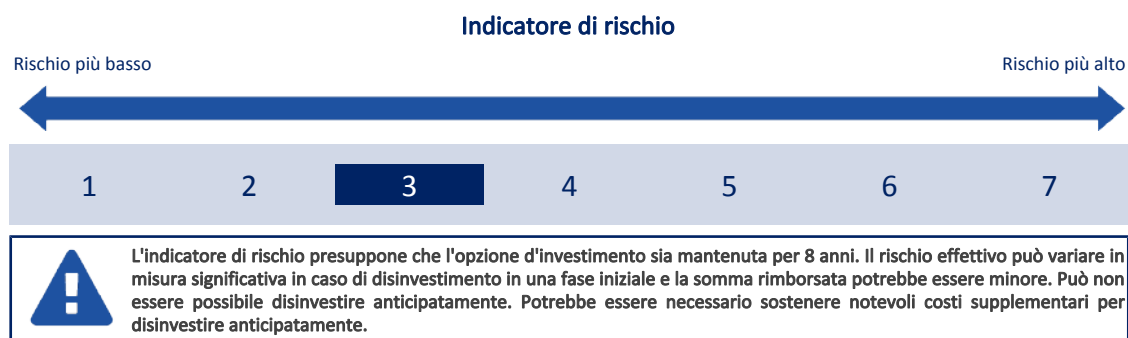 Indicatore di rischio
Rischio più basso
Rischio più alto
1 2 3 4 5 6 7
L'indicatore di rischio presuppone che l'opzione d'investimento sia mantenuta per 8 anni. Il rischio effettivo può variare in
misura significativa in caso di disinvestimento in una fase iniziale e la somma rimborsata potrebbe essere minore. Può non
essere possibile disinvestire anticipatamente. Potrebbe essere necessario sostenere notevoli costi supplementari per
disinvestire anticipatamente.